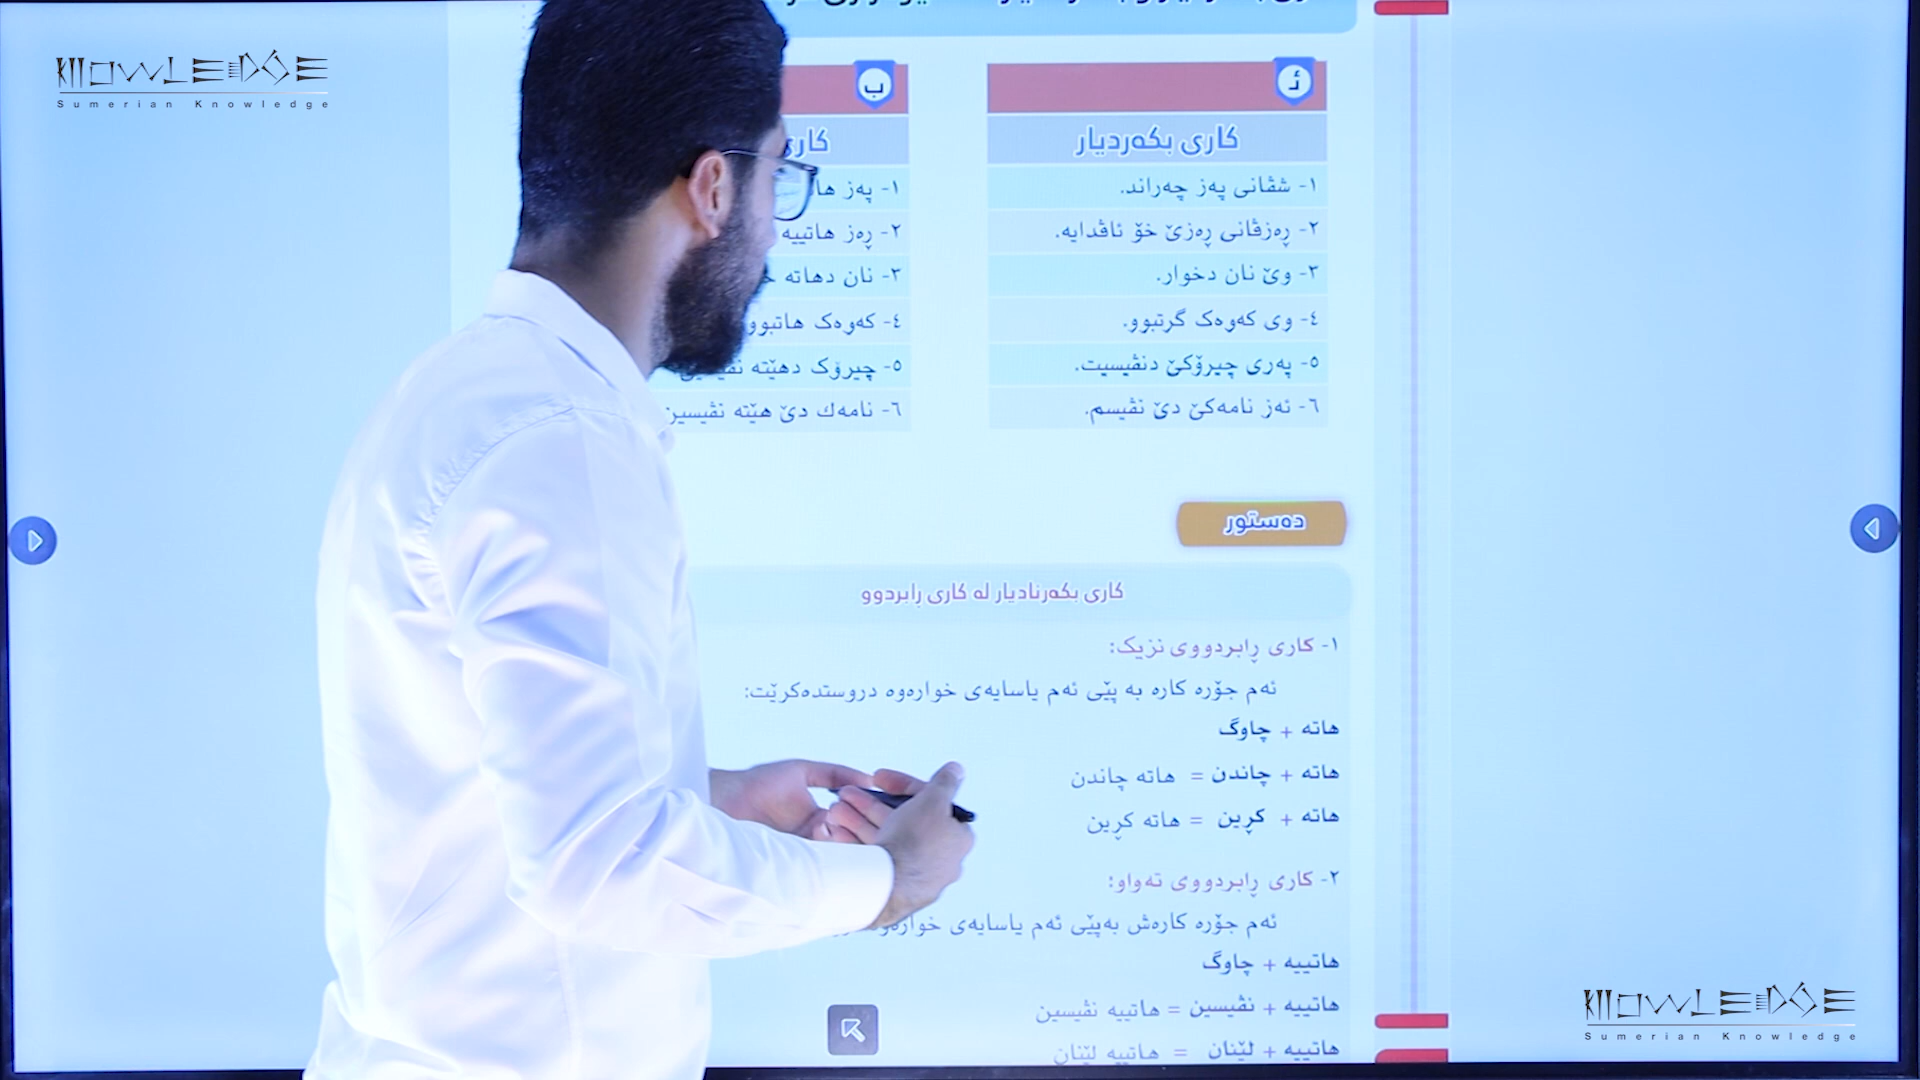 KNOWLEDGE
Sumerian Knowledge
ئـ
کاری بکەردیار
١- شڤانی پەز چەراند.
٢- ڕەزڤانی ڕەزێ خۆ ئاڤدایە.
٣- وێ نان دخوار.
٤- وی کەوەک گرتبوو.
٥- پەری چیرۆکێ دنڤیسیت.
٦- ئەز نامەکێ دێ نڤیسم.
ب
کاری
١- پەز
٢- ڕەز هاتییە
٣- نان دهاتە
٤- کەوەک هاتبوو
٥- چیرۆک دهێتە
٦- نامەك دێ هێتە نڤیسین
دەستور
کاری بکەرنادیار لە کاری ڕابردوو
١- کاری ڕابردووی نزیک:
ئەم جۆرە کارە بە پێی ئەم یاسایەی خوارەوە دروستدەکرێت:
هاتە + چاوگ
هاتە + چاندن = هاتە چاندن
هاتە + کڕین = هاتە کڕین
٢- کاری ڕابردووی تەواو:
ئەم جۆرە کارەش بەپێی ئەم یاسایەی
هاتییە + چاوگ
هاتییە + نڤیسین = هاتییە نڤیسین
هاتییە + لێنان = هاتییە لێنان
KNOWLEDGE
Sumerian Knowledge